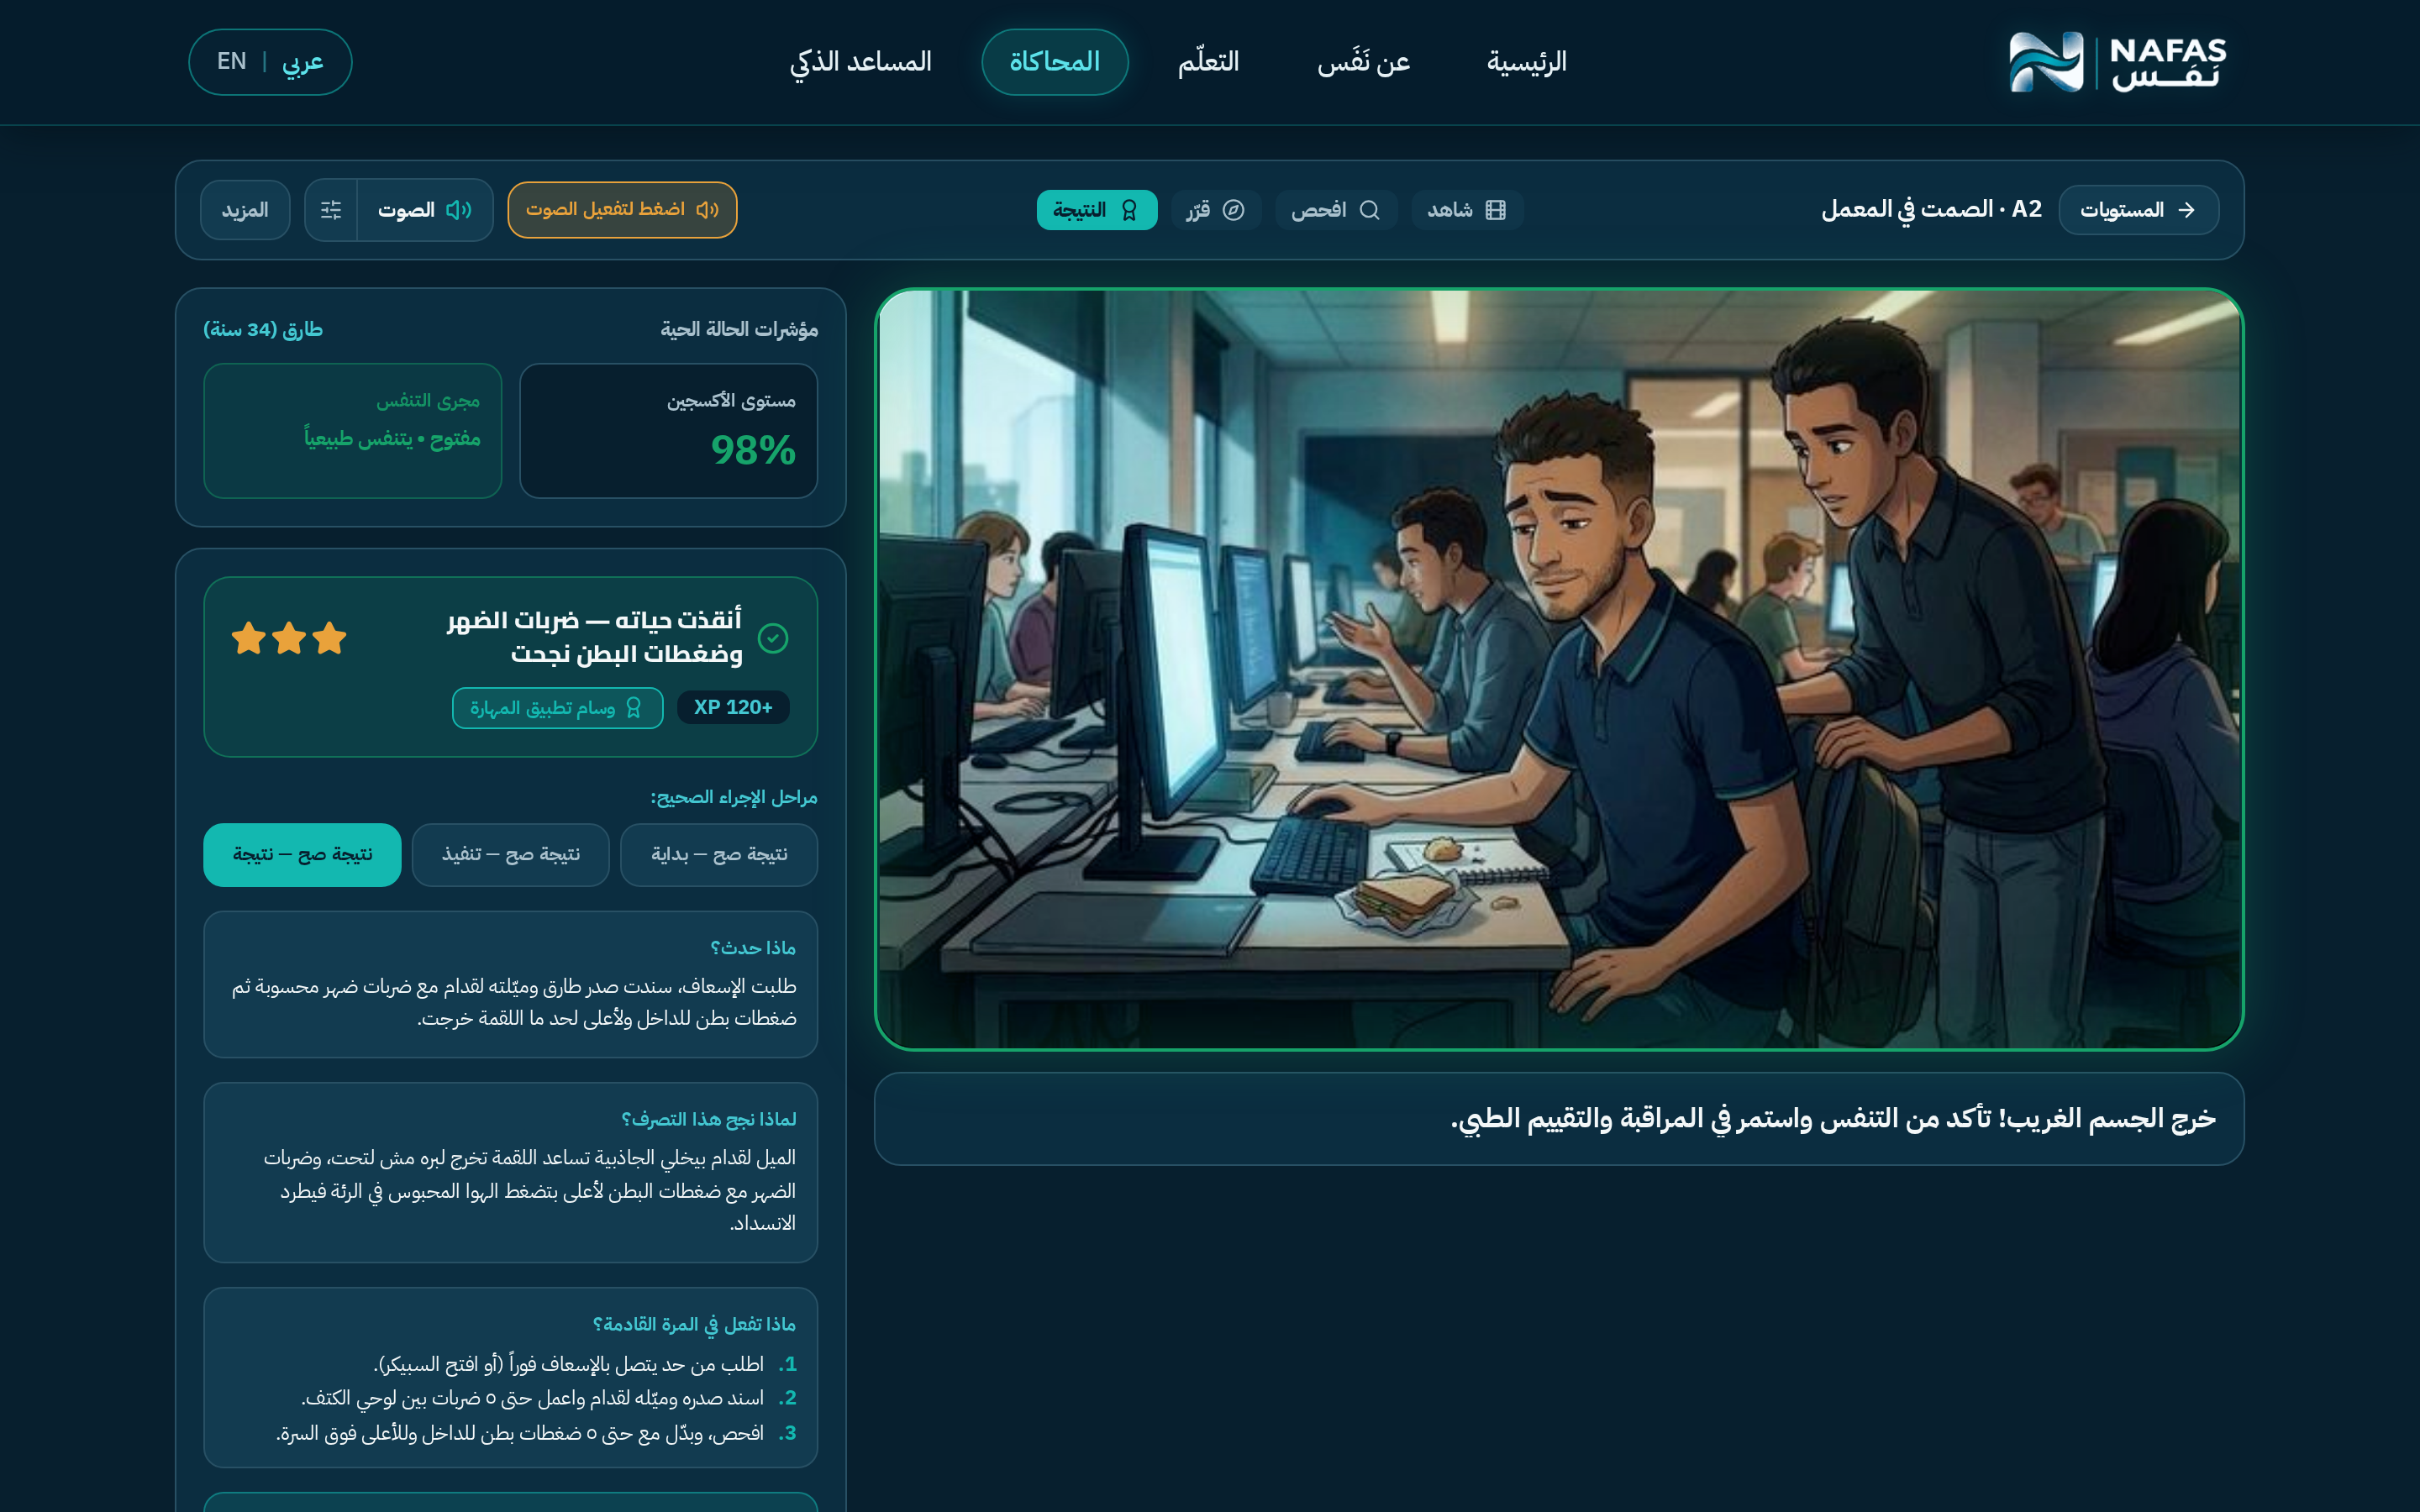 NAFAS
نَفَس
الرئيسية
عن نَفَس
التعلّم
المحاكاة
المساعد الذكي
عربي | EN
المستويات
A2 · الصمت في المعمل
شاهد
افحص
قرّر
النتيجة
اضغط لتفعيل الصوت
الصوت
المزيد
خرج الجسم الغريب! تأكد من التنفس واستمر في المراقبة والتقييم الطبي.
مؤشرات الحالة الحية
طارق (34 سنة)
مستوى الأكسجين
98%
مجرى التنفس
مفتوح • يتنفس طبيعياً
أنقذت حياته — ضربات الضهر
وضغطات البطن نجحت
+120 XP
وسام تطبيق المهارة
مراحل الإجراء الصحيح:
نتيجة صح — بداية
نتيجة صح — تنفيذ
نتيجة صح — نتيجة
ماذا حدث؟
طلبت الإسعاف، سندت صدر طارق وميّلته لقدام مع ضربات ضهر محسوبة ثم
ضغطات بطن للداخل ولأعلى لحد ما اللقمة خرجت.
لماذا نجح هذا التصرف؟
الميل لقدام بيخلي الجاذبية تساعد اللقمة تخرج لبره مش لتحت، وضربات
الضهر مع ضغطات البطن لأعلى بتضغط الهوا المحبوس في الرئة فيطرد
الانسداد.
ماذا تفعل في المرة القادمة؟
1. اطلب من حد يتصل بالإسعاف فوراً (أو افتح السبيكر).
2. اسند صدره وميّله لقدام واعمل حتى ٥ ضربات بين لوحي الكتف.
3. افحص، وبدّل مع حتى ٥ ضغطات بطن للداخل وللأعلى فوق السرة.